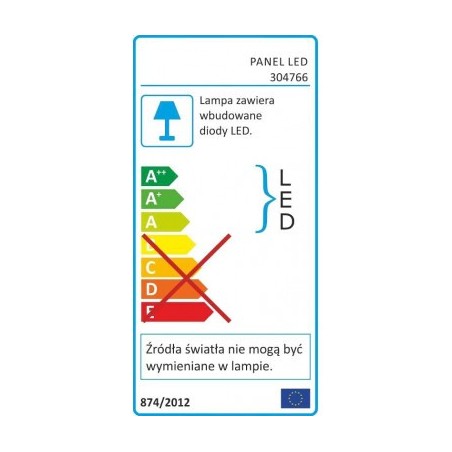 PANEL LED
304766
Lampa zawiera
wbudowane
diody LED.
A++
A+
A
C
D
E
L
E
D
Źródła światła nie mogą być
wymieniane w lampie.
874/2012